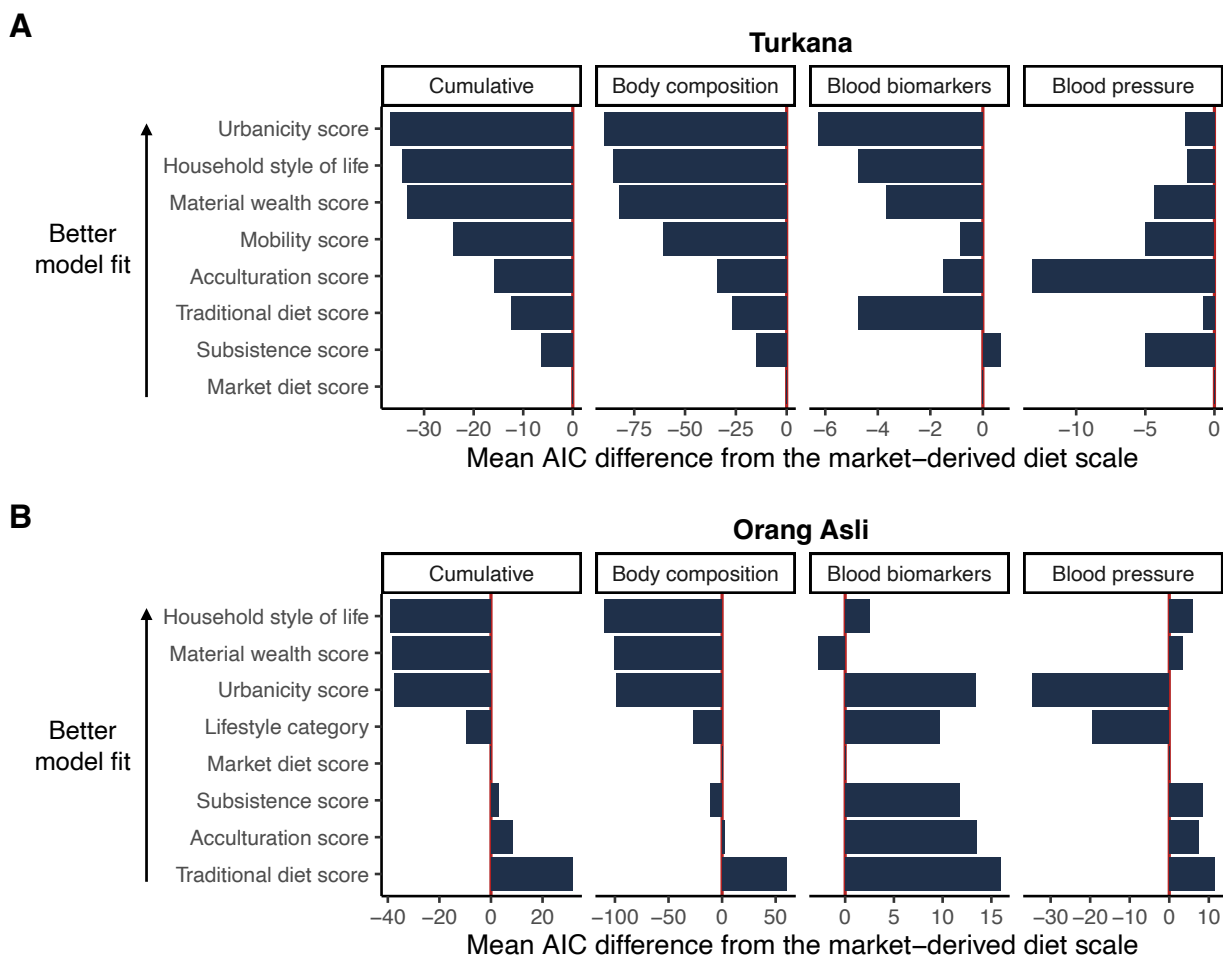 A
Turkana
Cumulative
Body composition
Blood biomarkers
Blood pressure
Better
model fit
Urbanicity score
Household style of life
Material wealth score
Mobility score
Acculturation score
Traditional diet score
Subsistence score
Market diet score
−30 −20 −10 0
−75 −50 −25 0
−6 −4 −2 0
−10 −5 0
Mean AIC difference from the market−derived diet scale
B
Orang Asli
Cumulative
Body composition
Blood biomarkers
Blood pressure
Better
model fit
Household style of life
Material wealth score
Urbanicity score
Lifestyle category
Market diet score
Subsistence score
Acculturation score
Traditional diet score
−40 −20 0 20
−100 −50 0 50
0 5 10 15
−30 −20 −10 0 10
Mean AIC difference from the market−derived diet scale